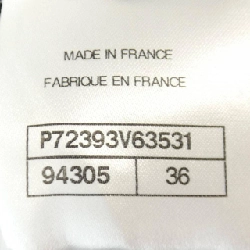 MADE IN FRANCE
FABRIQUE EN FRANCE
P72393V63531
94305 36